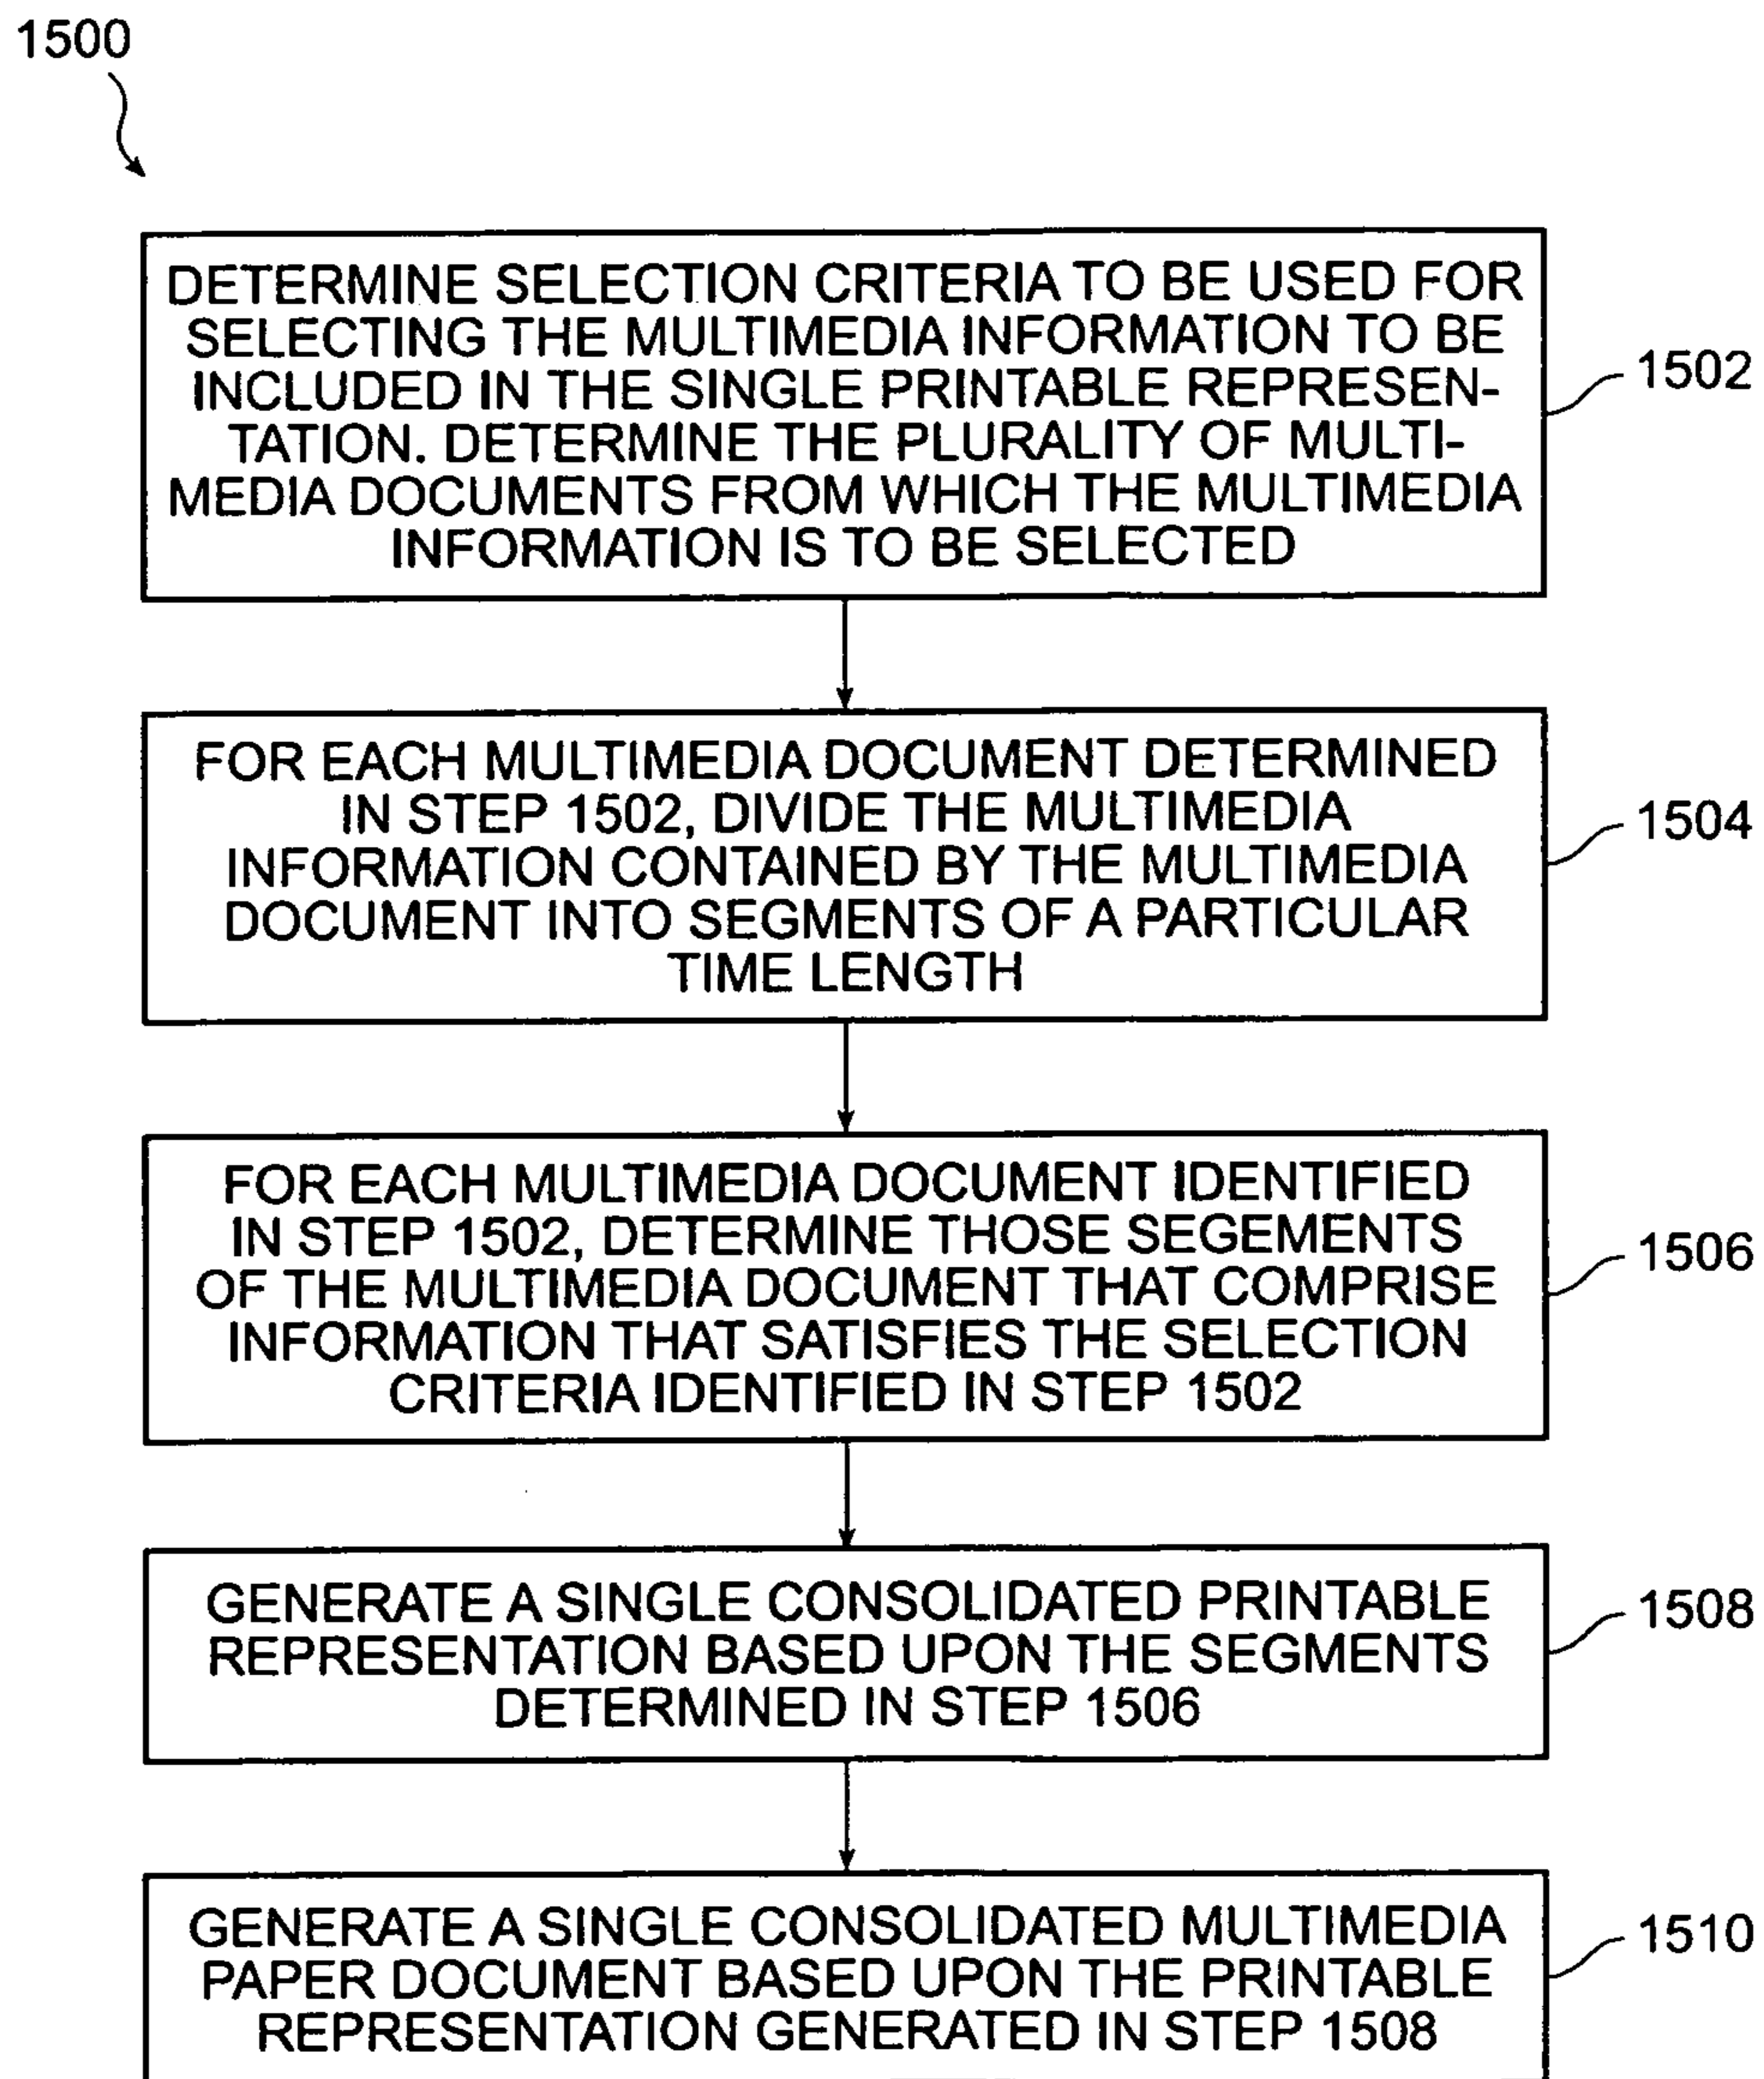 1500
DETERMINE SELECTION CRITERIA TO BE USED FOR
SELECTING THE MULTIMEDIA INFORMATION TO BE
INCLUDED IN THE SINGLE PRINTABLE REPRESEN-
TATION. DETERMINE THE PLURALITY OF MULTI-
MEDIA DOCUMENTS FROM WHICH THE MULTIMEDIA
INFORMATION IS TO BE SELECTED
1502
FOR EACH MULTIMEDIA DOCUMENT DETERMINED
IN STEP 1502, DIVIDE THE MULTIMEDIA
INFORMATION CONTAINED BY THE MULTIMEDIA
DOCUMENT INTO SEGMENTS OF A PARTICULAR
TIME LENGTH
1504
FOR EACH MULTIMEDIA DOCUMENT IDENTIFIED
IN STEP 1502, DETERMINE THOSE SEGEMENTS
OF THE MULTIMEDIA DOCUMENT THAT COMPRISE
INFORMATION THAT SATISFIES THE SELECTION
CRITERIA IDENTIFIED IN STEP 1502
1506
GENERATE A SINGLE CONSOLIDATED PRINTABLE
REPRESENTATION BASED UPON THE SEGMENTS
DETERMINED IN STEP 1506
1508
GENERATE A SINGLE CONSOLIDATED MULTIMEDIA
PAPER DOCUMENT BASED UPON THE PRINTABLE
REPRESENTATION GENERATED IN STEP 1508
1510